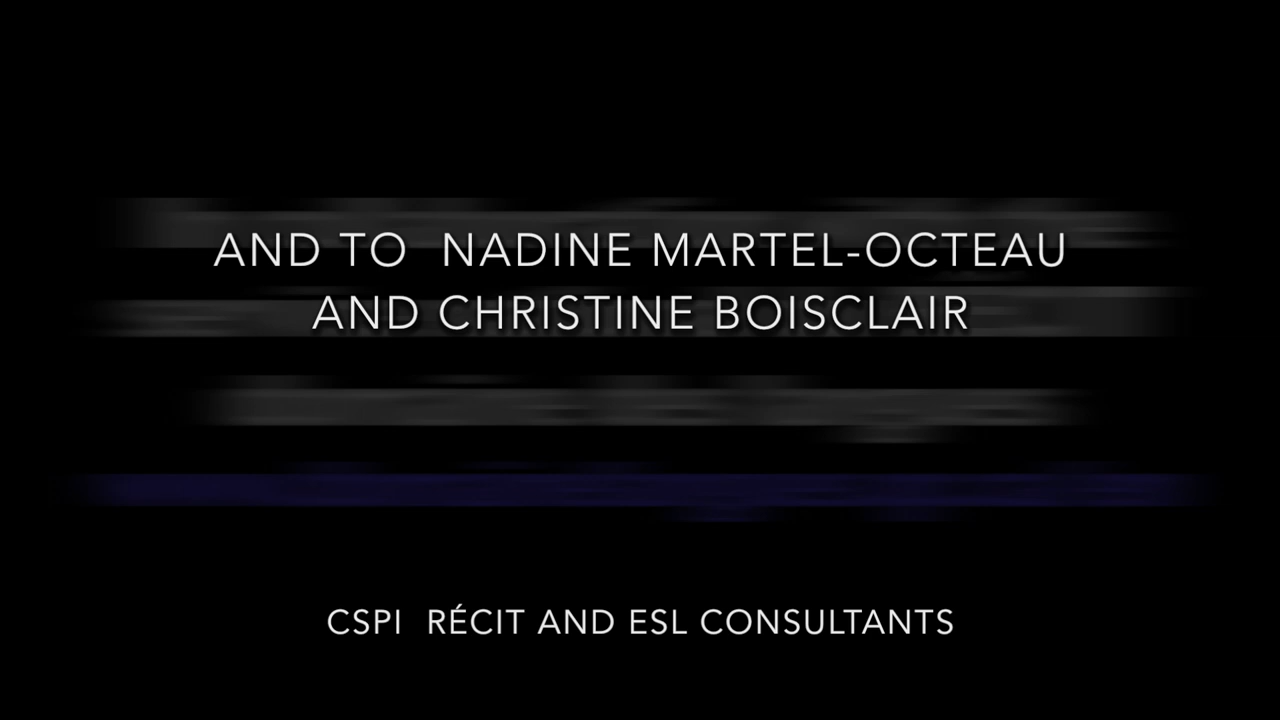 AND TO  NADINE MARTEL-OCTEAU
AND CHRISTINE BOISCLAIR
CSPI  RÉCIT AND ESL CONSULTANTS